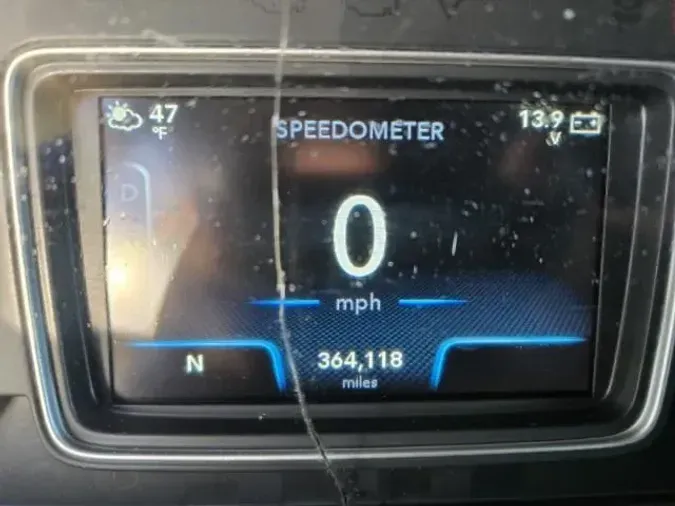 47
°F
SPEEDOMETER
13.9
V
D
0
mph
N
364,118
miles